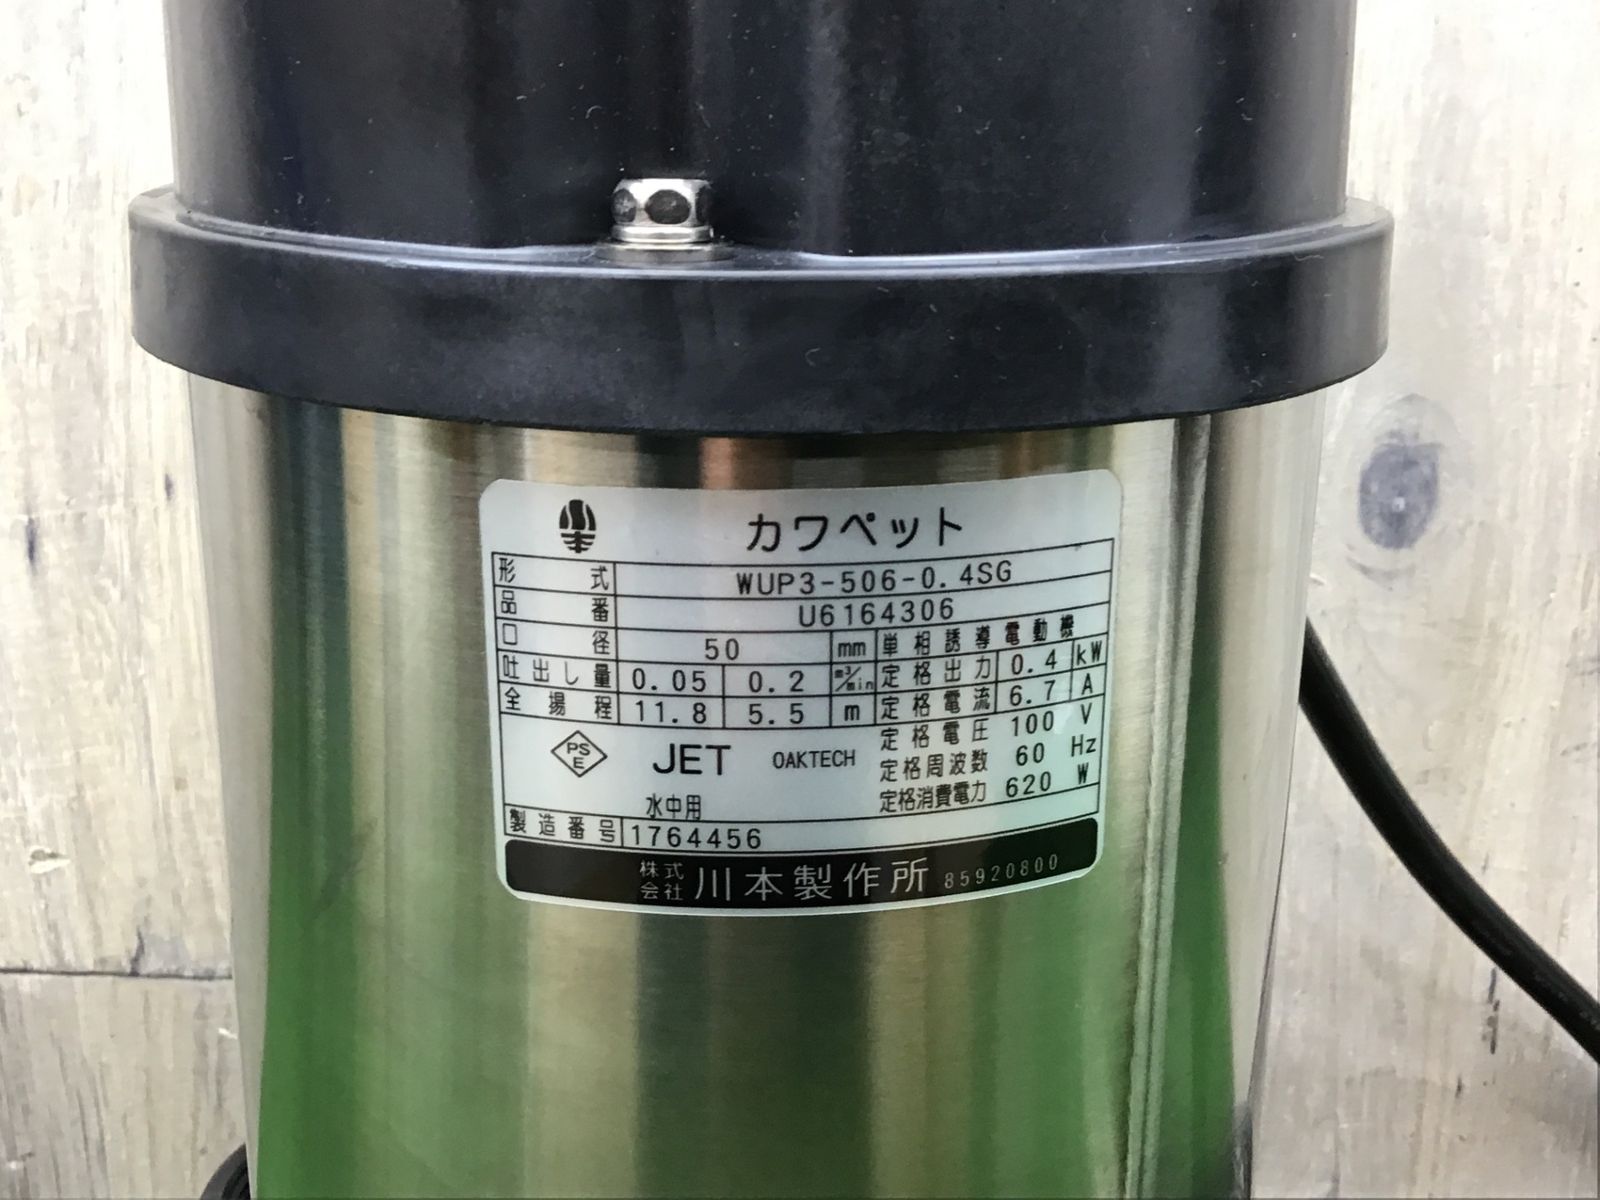 カワペット
形式 WUP3-506-0.4SG
品番 U6164306
口径 50 mm 単相誘導電動機
吐出し量 0.05 0.2 m³/min 定格出力 0.4 kW
全揚程 11.8 5.5 m 定格電流 6.7 A
定格電圧 100 V
PSE JET OAKTECH 定格周波数 60 Hz
水中用 定格消費電力 620 W
製造番号 1764456
株式会社 川本製作所 85920800